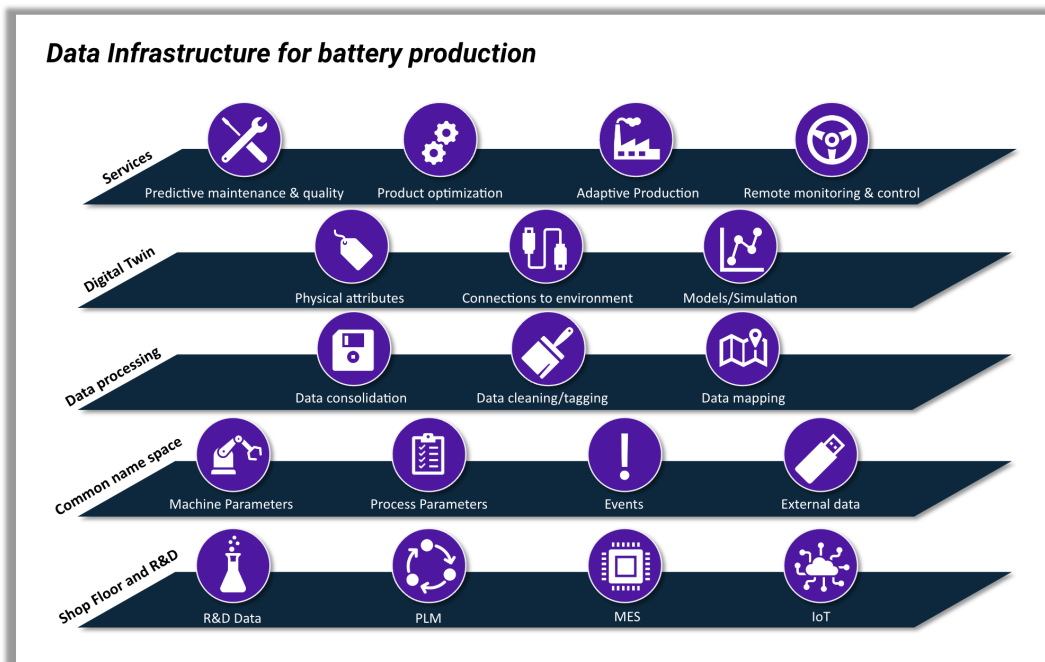 Data Infrastructure for battery production
Services
Predictive maintenance & quality
Product optimization
Adaptive Production
Remote monitoring & control
Digital Twin
Physical attributes
Connections to environment
Models/Simulation
Data processing
Data consolidation
Data cleaning/tagging
Data mapping
Common name space
Machine Parameters
Process Parameters
Events
External data
Shop Floor and R&D
R&D Data
PLM
MES
IoT